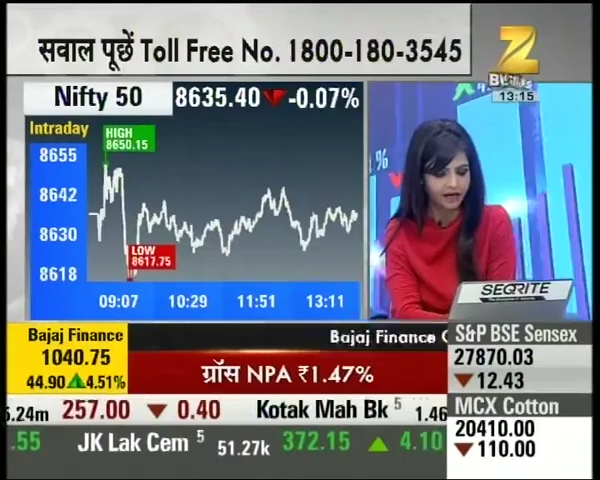 सवाल पूछें Toll Free No. 1800-180-3545
Z
BUSINESS
13:15
Nifty 50 8635.40 -0.07%
Intraday
HIGH
8650.15
8655
8642
8630
8618
LOW
8617.75
09:07 10:29 11:51 13:11
SEQRITE
Bajaj Finance
1040.75
44.90 4.51%
Bajaj Finance
ग्रॉस NPA ₹1.47%
S&P BSE Sensex
27870.03
12.43
MCX Cotton
20410.00
110.00
5.24m 257.00 0.40 Kotak Mah Bk 5 1.46
.55 JK Lak Cem 5 51.27k 372.15 4.10